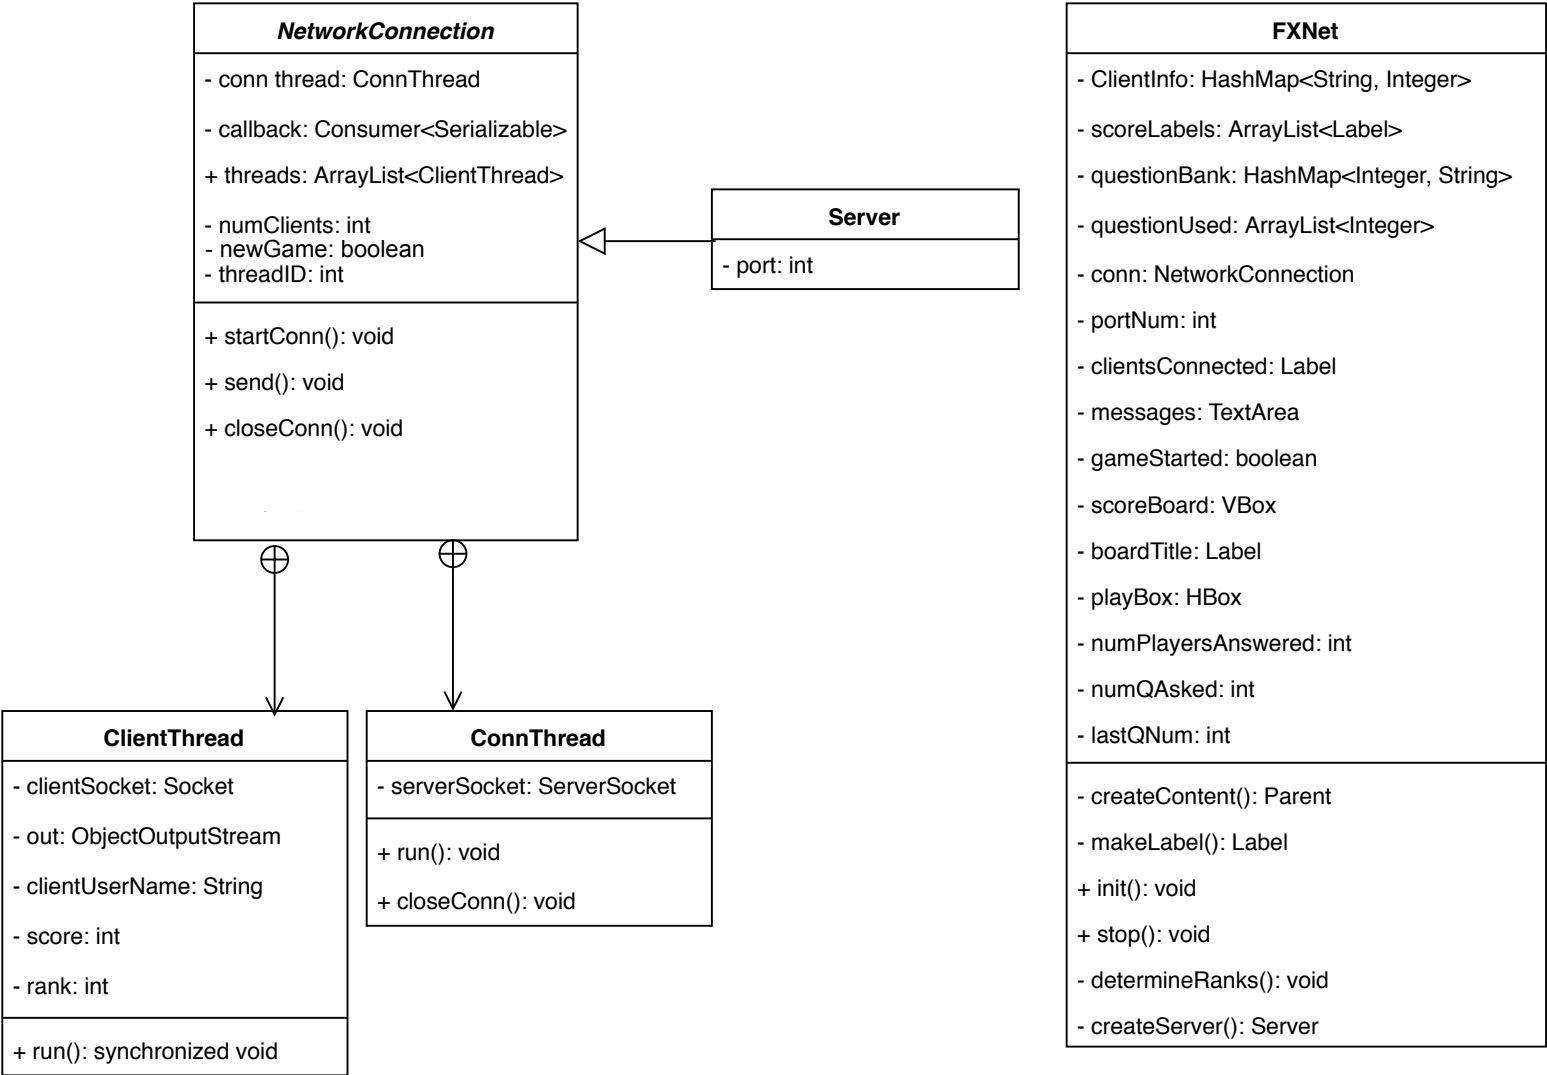 NetworkConnection
- conn thread: ConnThread
- callback: Consumer<Serializable>
+ threads: ArrayList<ClientThread>
- numClients: int
- newGame: boolean
- threadID: int
+ startConn(): void
+ send(): void
+ closeConn(): void
Server
- port: int
FXNet
- ClientInfo: HashMap<String, Integer>
- scoreLabels: ArrayList<Label>
- questionBank: HashMap<Integer, String>
- questionUsed: ArrayList<Integer>
- conn: NetworkConnection
- portNum: int
- clientsConnected: Label
- messages: TextArea
- gameStarted: boolean
- scoreBoard: VBox
- boardTitle: Label
- playBox: HBox
- numPlayersAnswered: int
- numQAsked: int
- lastQNum: int
- createContent(): Parent
- makeLabel(): Label
+ init(): void
+ stop(): void
- determineRanks(): void
- createServer(): Server
ClientThread
- clientSocket: Socket
- out: ObjectOutputStream
- clientUserName: String
- score: int
- rank: int
+ run(): synchronized void
ConnThread
- serverSocket: ServerSocket
+ run(): void
+ closeConn(): void